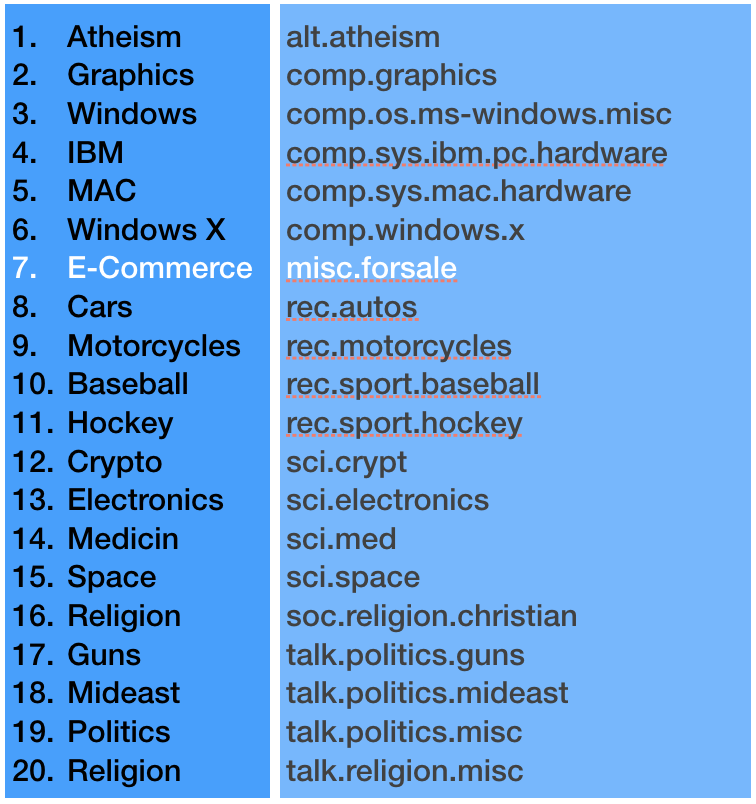 1. Atheism alt.atheism
2. Graphics comp.graphics
3. Windows comp.os.ms-windows.misc
4. IBM comp.sys.ibm.pc.hardware
5. MAC comp.sys.mac.hardware
6. Windows X comp.windows.x
7. E-Commerce misc.forsale
8. Cars rec.autos
9. Motorcycles rec.motorcycles
10. Baseball rec.sport.baseball
11. Hockey rec.sport.hockey
12. Crypto sci.crypt
13. Electronics sci.electronics
14. Medicin sci.med
15. Space sci.space
16. Religion soc.religion.christian
17. Guns talk.politics.guns
18. Mideast talk.politics.mideast
19. Politics talk.politics.misc
20. Religion talk.religion.misc